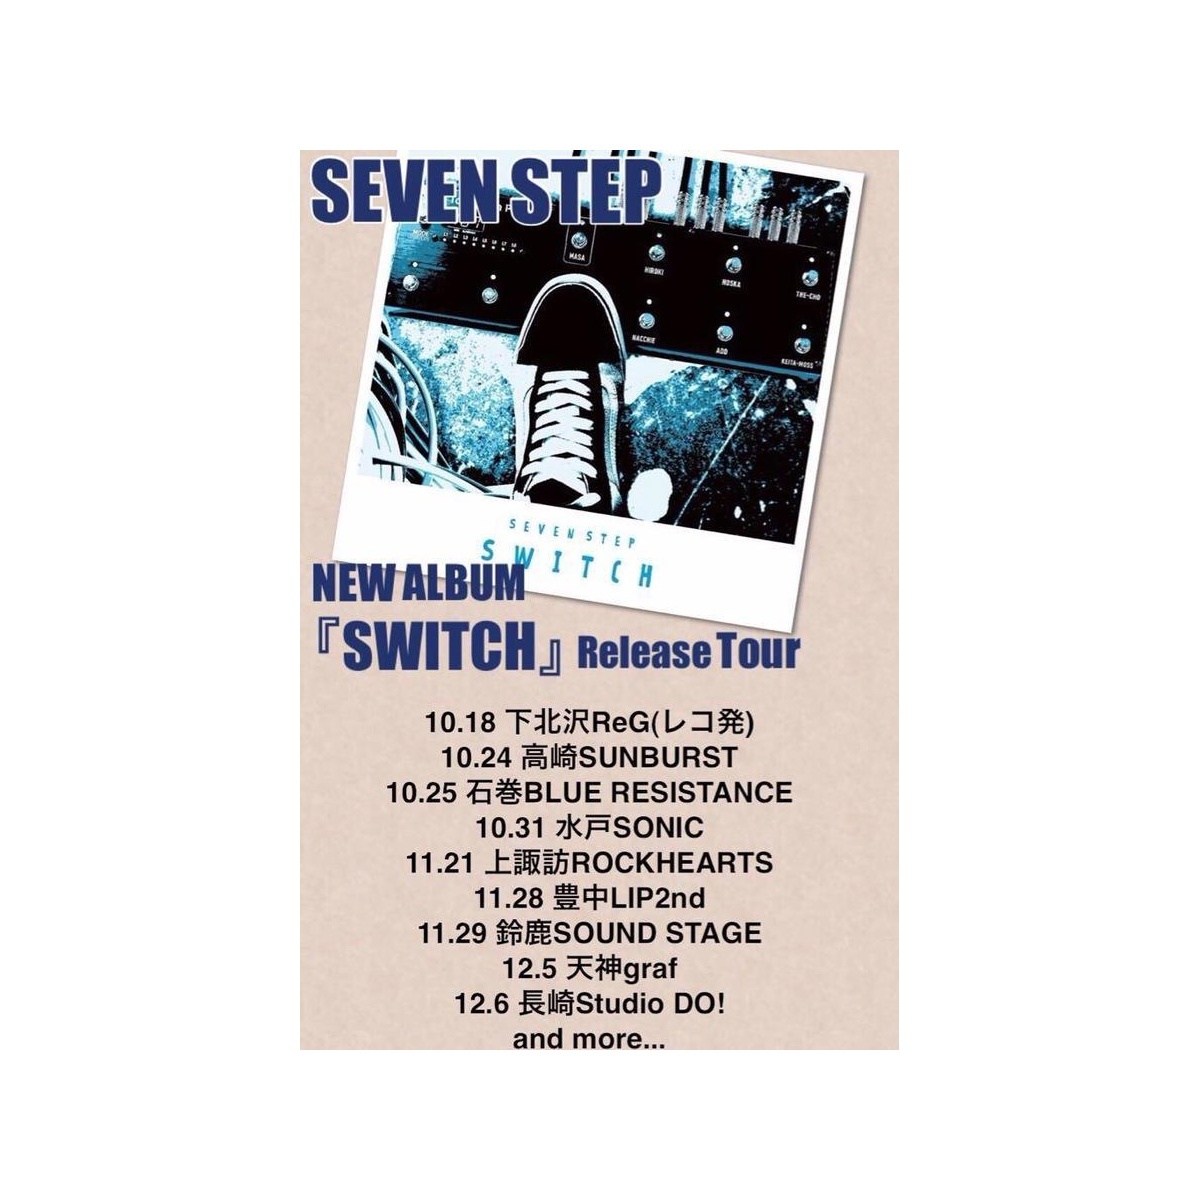 SEVEN STEP
MASA
HIROKI
NOSKA
THE-CHO
NACCHIE
ADD
KEITA-MOSS
SEVEN STEP
SWITCH
NEW ALBUM
『SWITCH』Release Tour
10.18 下北沢ReG(レコ発)
10.24 高崎SUNBURST
10.25 石巻BLUE RESISTANCE
10.31 水戸SONIC
11.21 上諏訪ROCKHEARTS
11.28 豊中LIP2nd
11.29 鈴鹿SOUND STAGE
12.5 天神graf
12.6 長崎Studio DO!
and more...